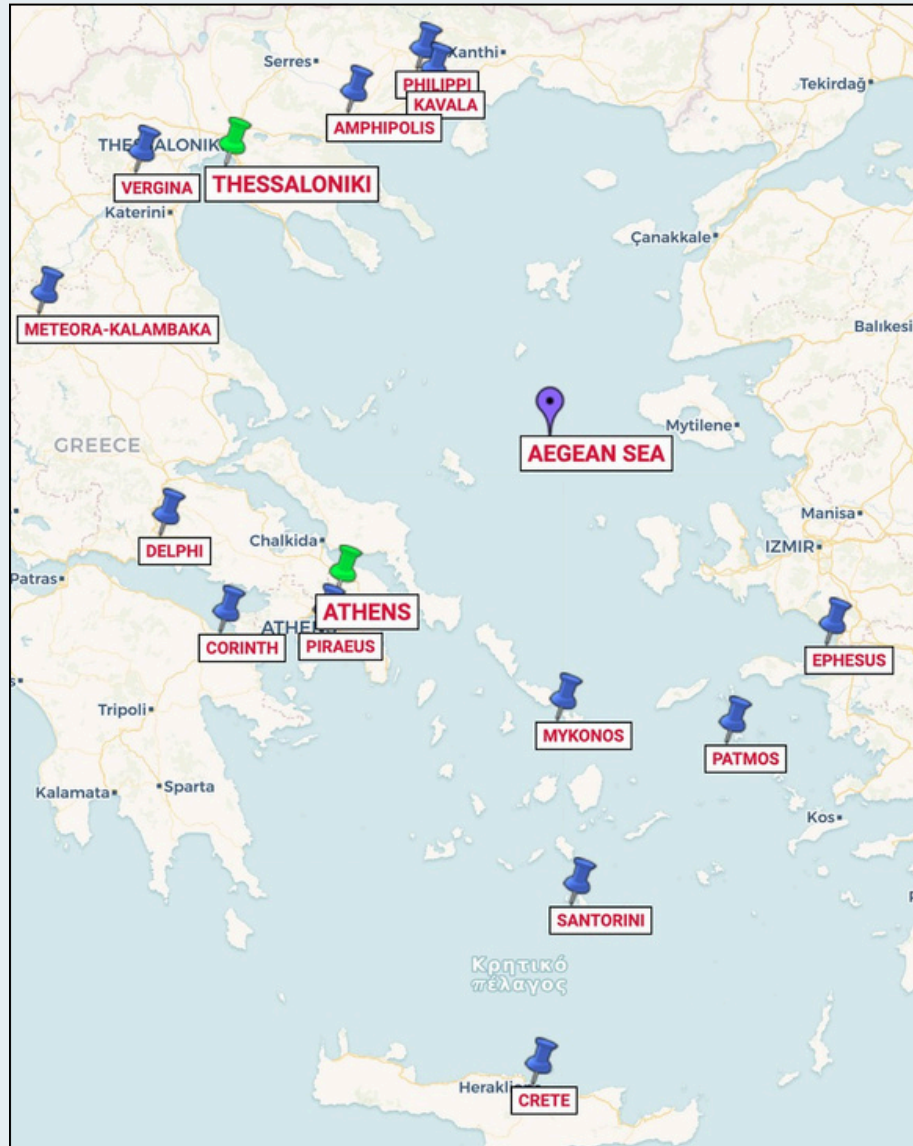 Xanthi
Serres
Tekirdağ
PHILIPPI
KAVALA
AMPHIPOLIS
THESSALONIK
THESSALONIKI
VERGINA
Katerini
Çanakkale
METEORA-KALAMBAKA
Balıkesi
Mytilene
AEGEAN SEA
GREECE
Manisa
DELPHI
Chalkida
IZMIR
Patras
ATHENS
CORINTH
PIRAEUS
EPHESUS
MYKONOS
PATMOS
Tripoli
Kalamata
Sparta
Kos
SANTORINI
Κρητικό
πέλαγος
CRETE